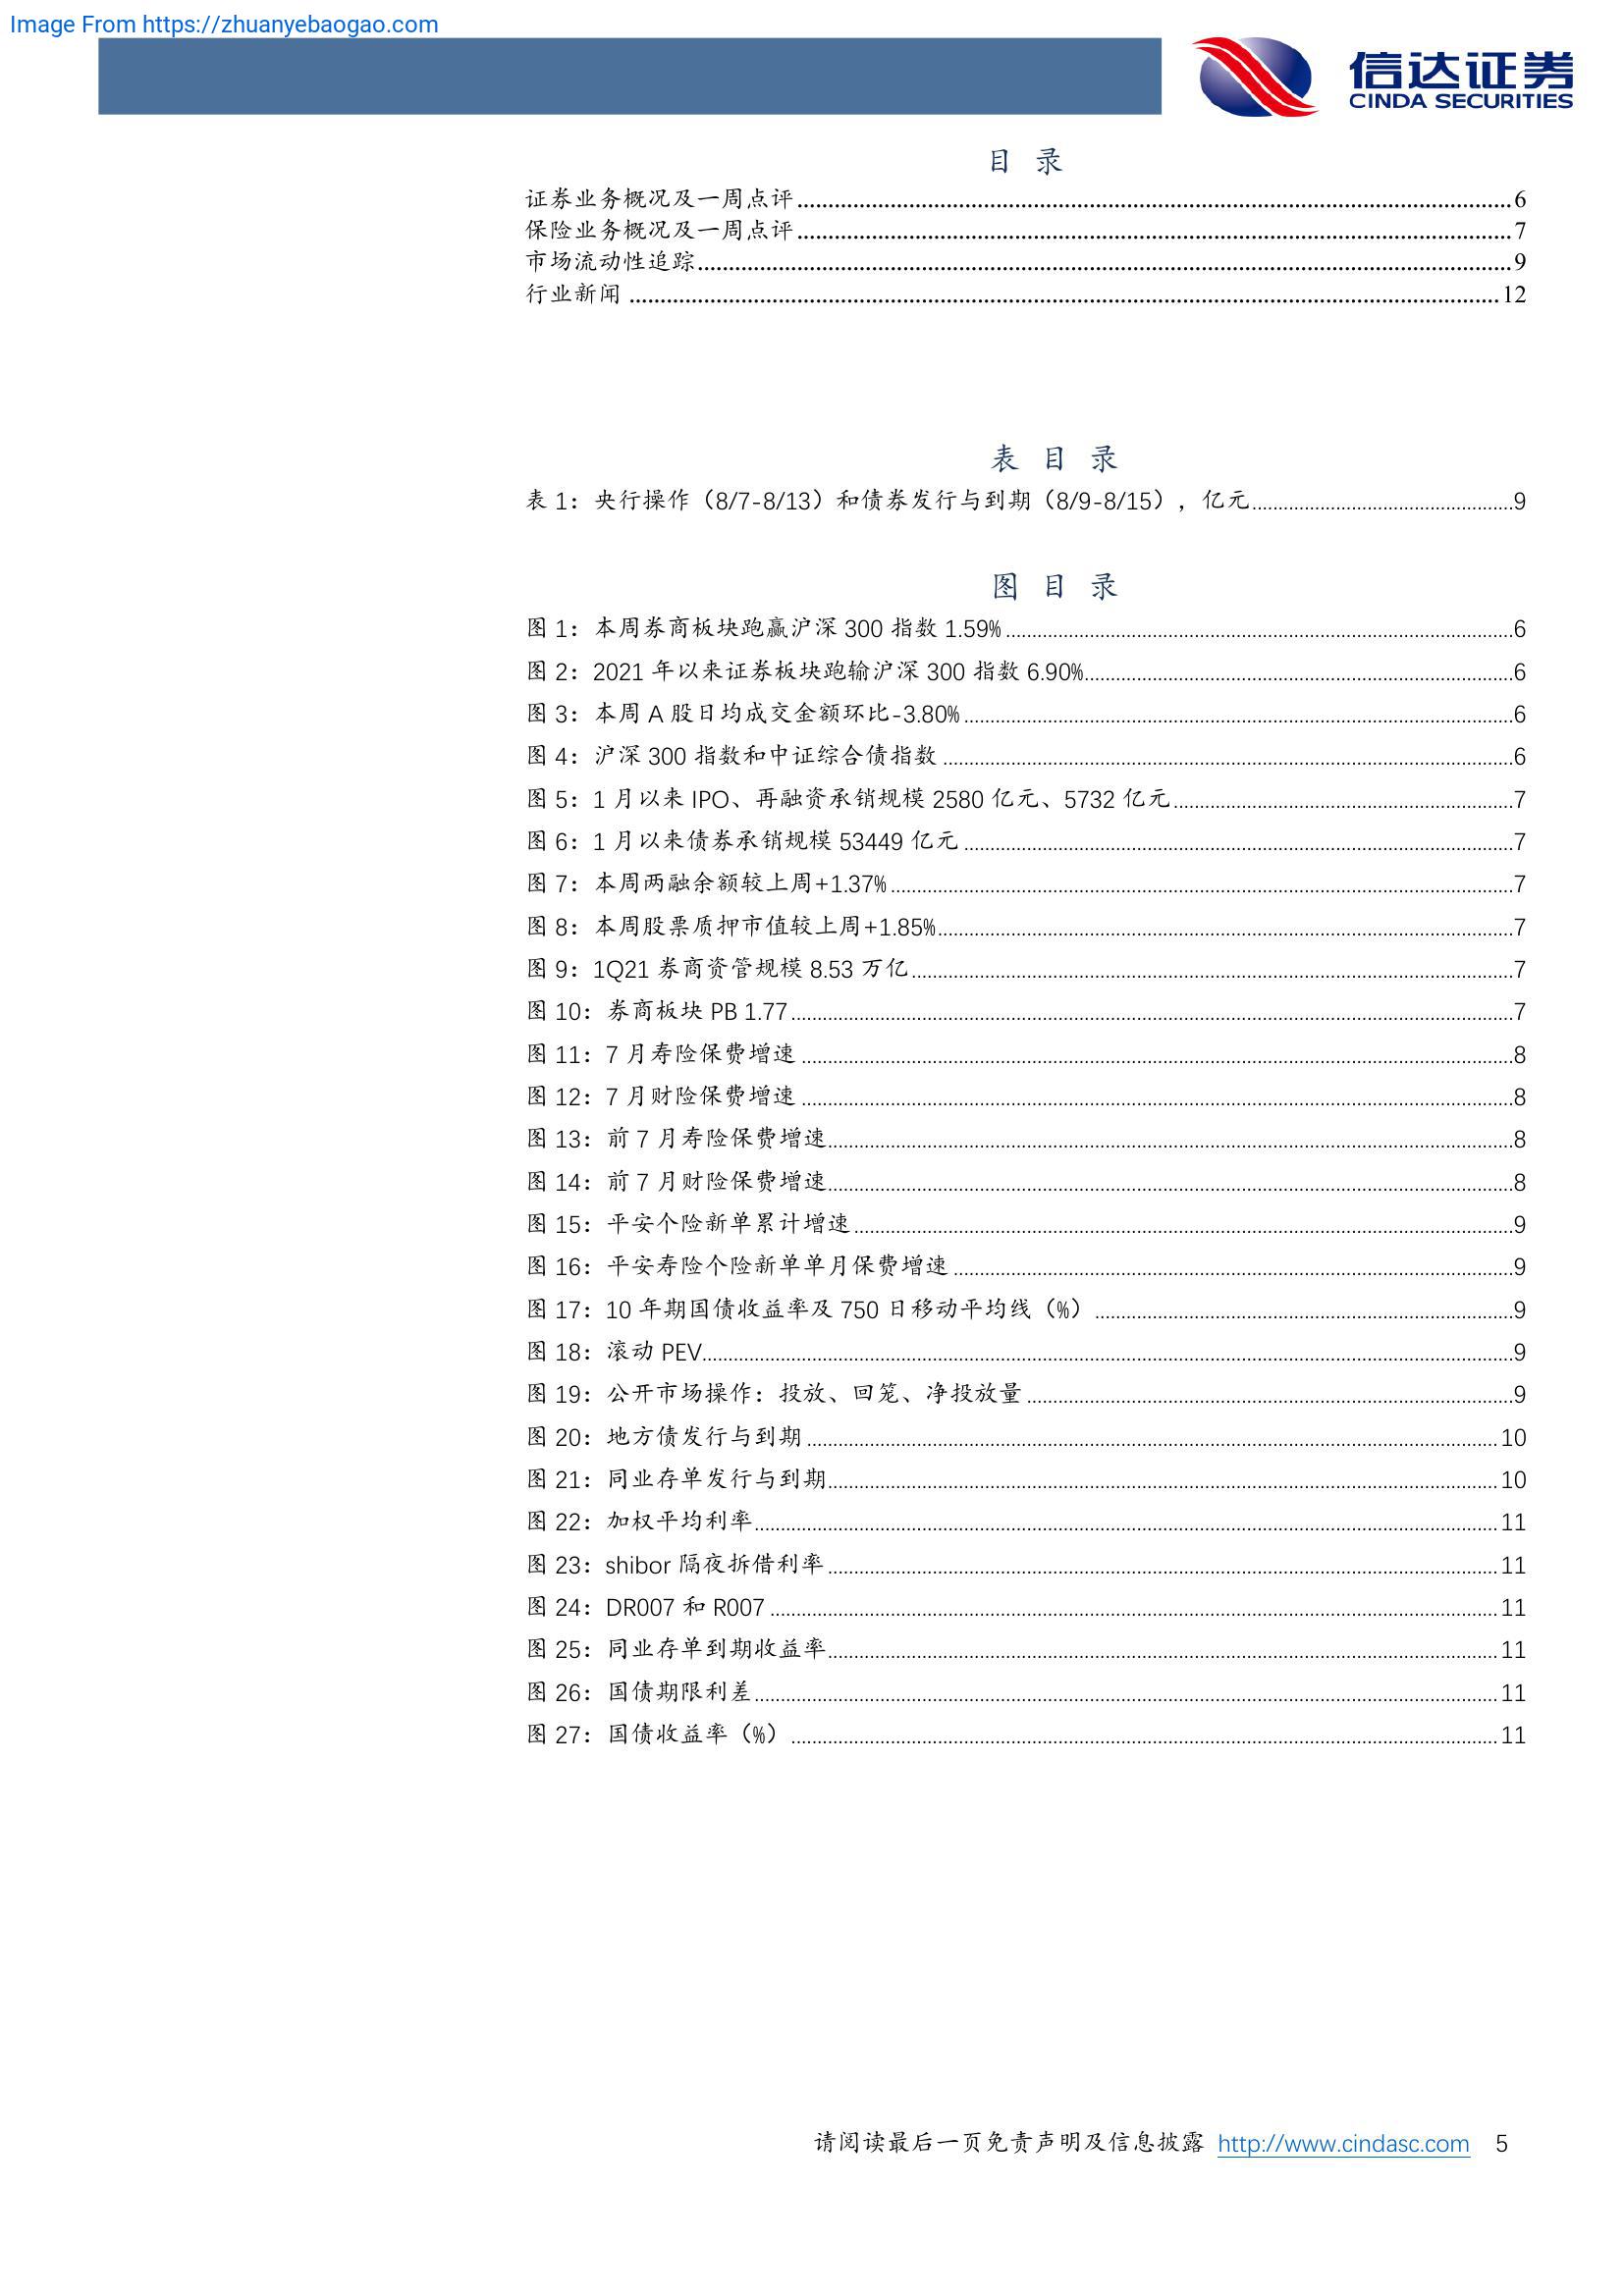 Image From https://zhuanyebaogao.com
信达证券
CINDA SECURITIES
目 录
证券业务概况及一周点评........6
保险业务概况及一周点评........7
市场流动性追踪........9
行业新闻........12
表 目 录
表 1：央行操作（8/7-8/13）和债券发行与到期（8/9-8/15），亿元........9
图 目 录
图 1：本周券商板块跑赢沪深 300 指数 1.59%........6
图 2：2021 年以来证券板块跑输沪深 300 指数 6.90%........6
图 3：本周 A 股日均成交金额环比-3.80%........6
图 4：沪深 300 指数和中证综合债指数........6
图 5：1 月以来 IPO、再融资承销规模 2580 亿元、5732 亿元........7
图 6：1 月以来债券承销规模 53449 亿元........7
图 7：本周两融余额较上周+1.37%........7
图 8：本周股票质押市值较上周+1.85%........7
图 9：1Q21 券商资管规模 8.53 万亿........7
图 10：券商板块 PB 1.77........7
图 11：7 月寿险保费增速........8
图 12：7 月财险保费增速........8
图 13：前 7 月寿险保费增速........8
图 14：前 7 月财险保费增速........8
图 15：平安个险新单累计增速........9
图 16：平安寿险个险新单单月保费增速........9
图 17：10 年期国债收益率及 750 日移动平均线（%）........9
图 18：滚动 PEV........9
图 19：公开市场操作：投放、回笼、净投放量........9
图 20：地方债发行与到期........10
图 21：同业存单发行与到期........10
图 22：加权平均利率........11
图 23：shibor 隔夜拆借利率........11
图 24：DR007 和 R007........11
图 25：同业存单到期收益率........11
图 26：国债期限利差........11
图 27：国债收益率（%）........11
请阅读最后一页免责声明及信息披露 http://www.cindasc.com 5